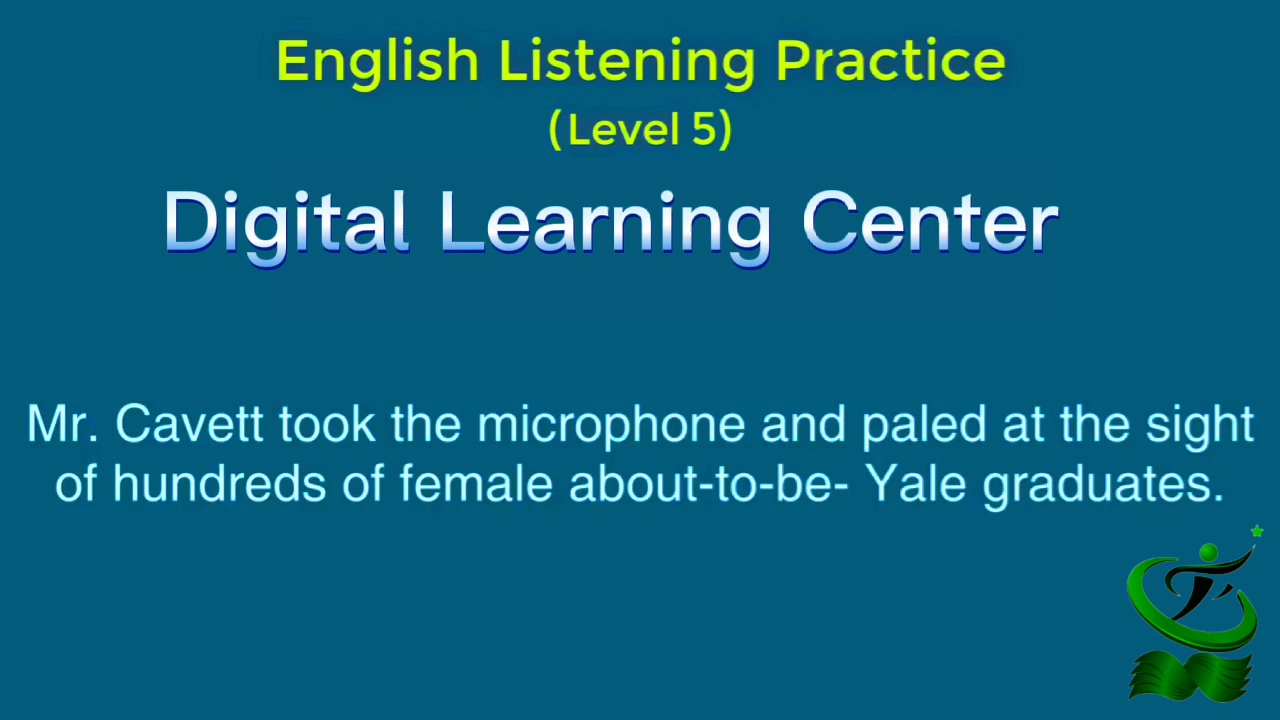 English Listening Practice
(Level 5)
Digital Learning Center
Mr. Cavett took the microphone and paled at the sight
of hundreds of female about-to-be- Yale graduates.